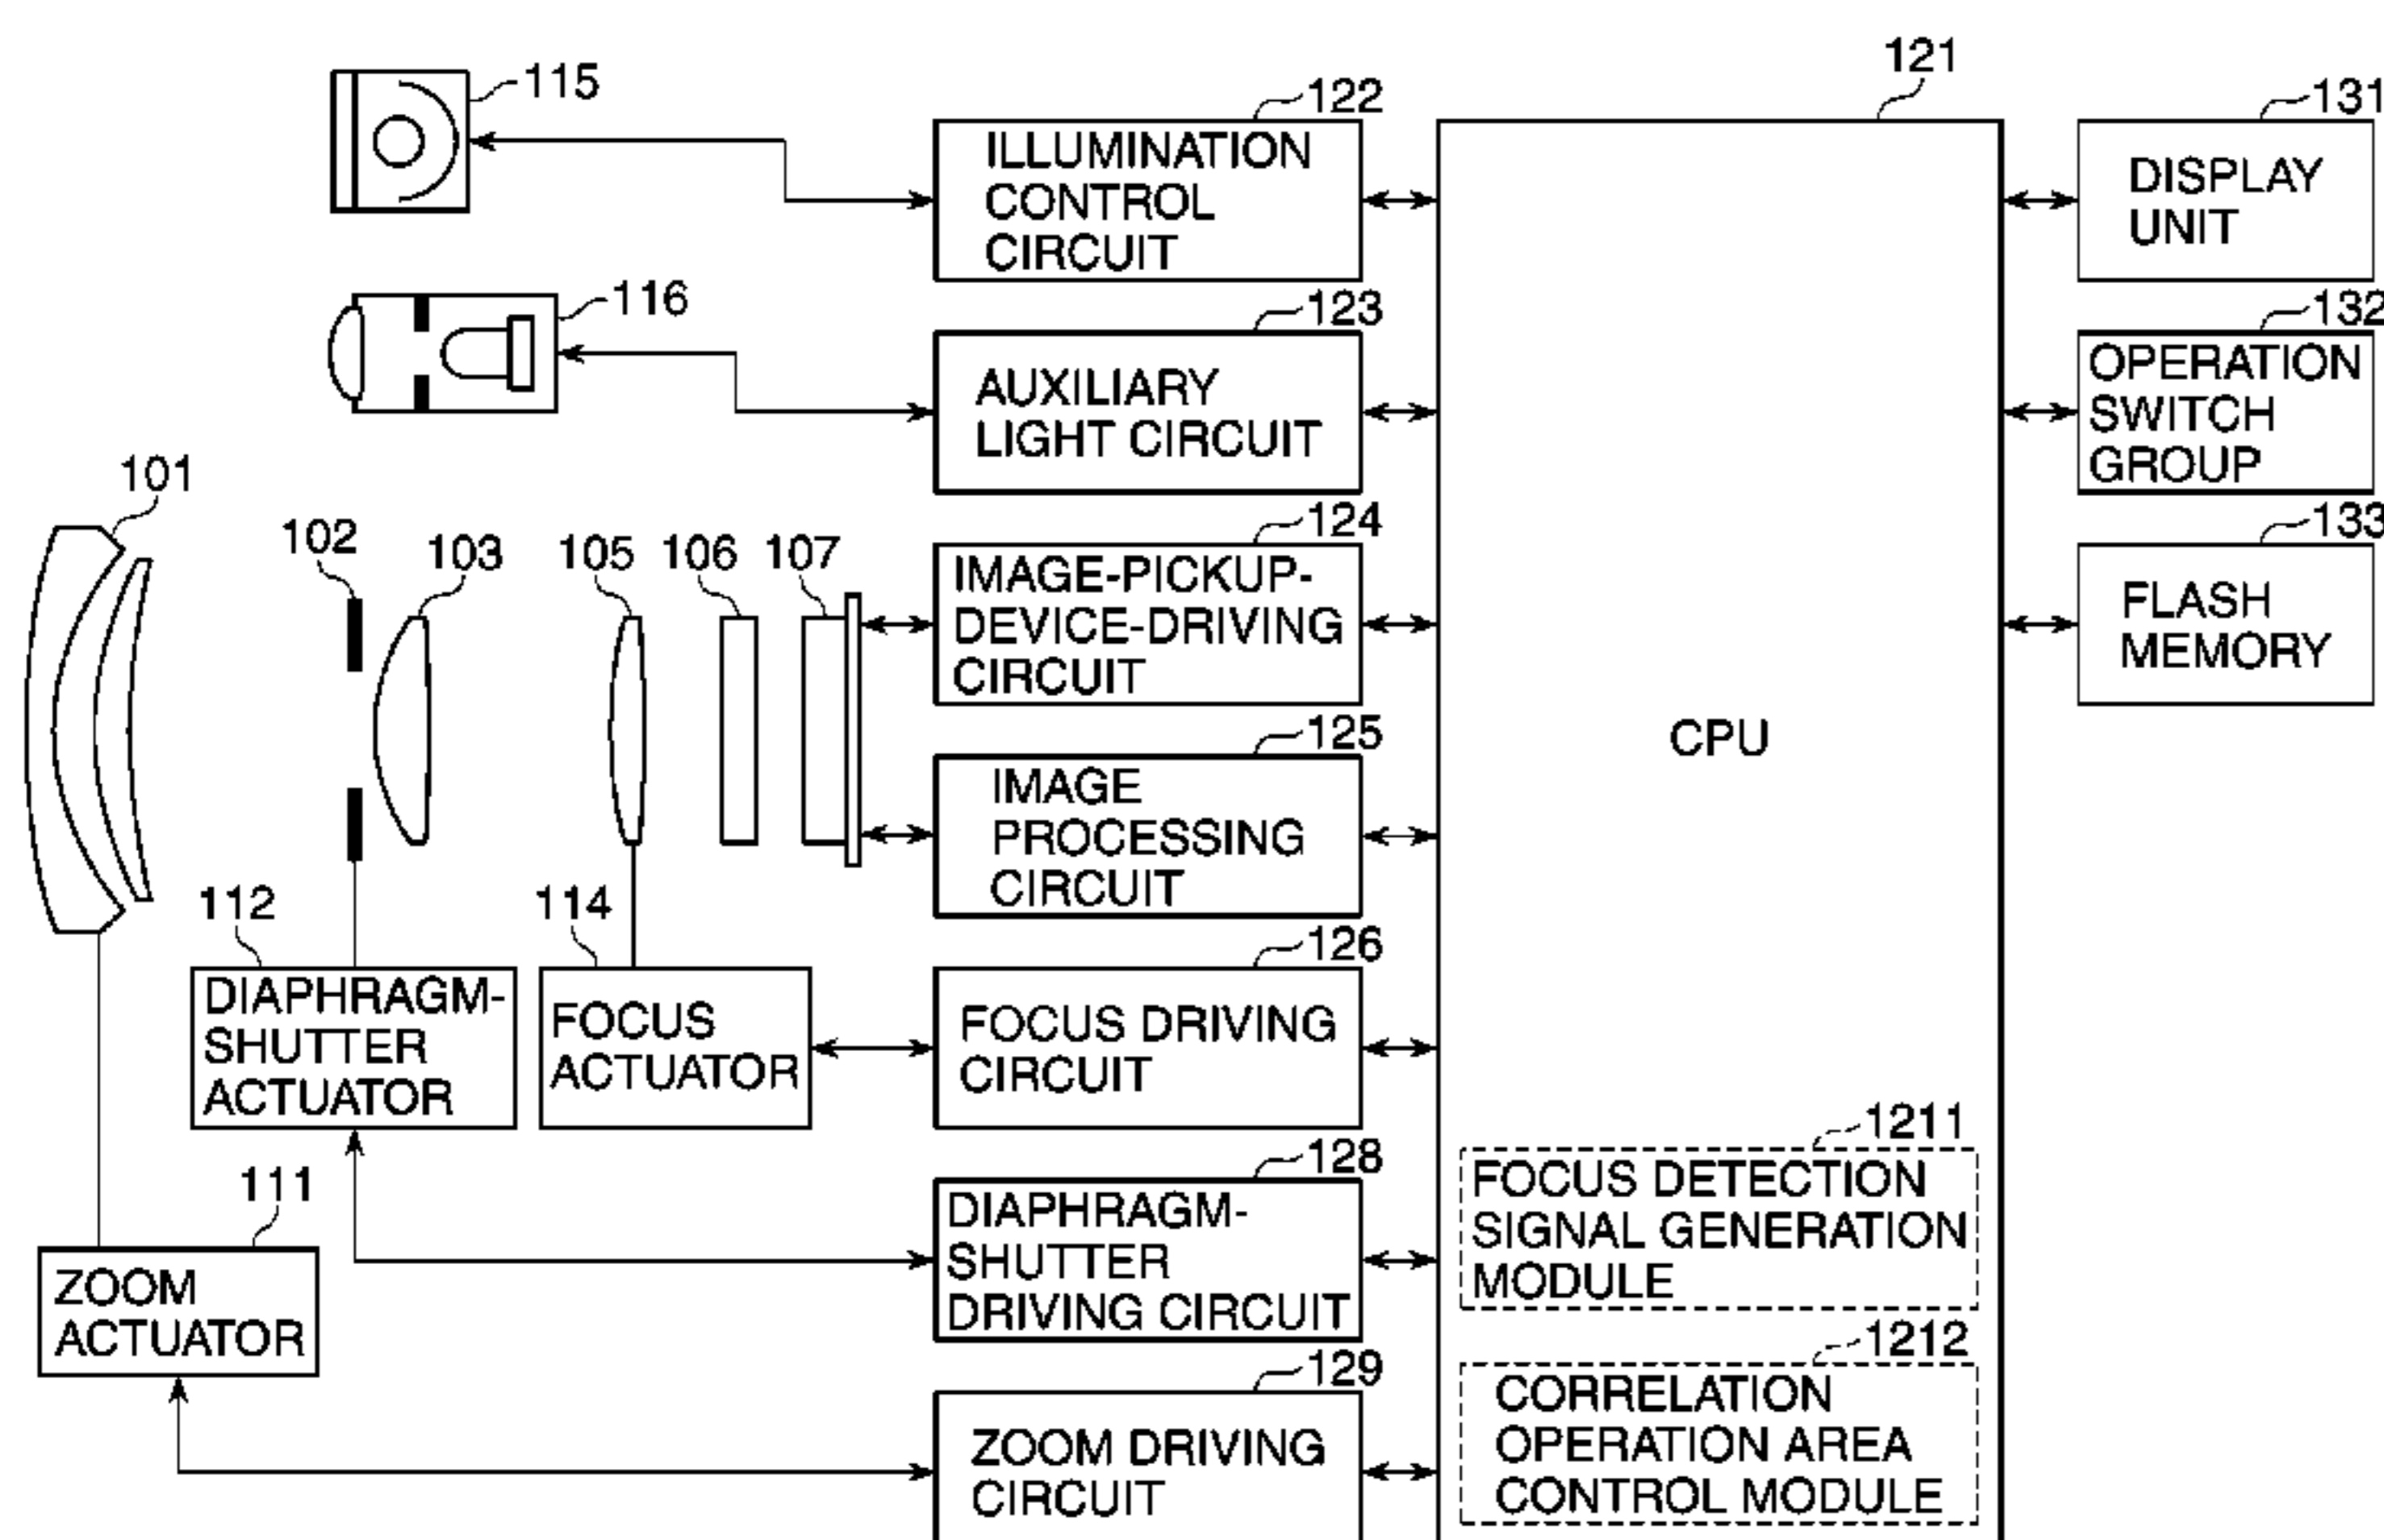 115
122
121
131
ILLUMINATION
CONTROL
CIRCUIT
DISPLAY
UNIT
116
123
132
AUXILIARY
LIGHT CIRCUIT
OPERATION
SWITCH
GROUP
101
102
103
105
106
107
124
133
IMAGE-PICKUP-
DEVICE-DRIVING
CIRCUIT
FLASH
MEMORY
125
CPU
IMAGE
PROCESSING
CIRCUIT
112
114
126
DIAPHRAGM-
SHUTTER
ACTUATOR
FOCUS
ACTUATOR
FOCUS DRIVING
CIRCUIT
111
128
1211
ZOOM
ACTUATOR
DIAPHRAGM-
SHUTTER
DRIVING CIRCUIT
FOCUS DETECTION
SIGNAL GENERATION
MODULE
129
1212
ZOOM DRIVING
CIRCUIT
CORRELATION
OPERATION AREA
CONTROL MODULE